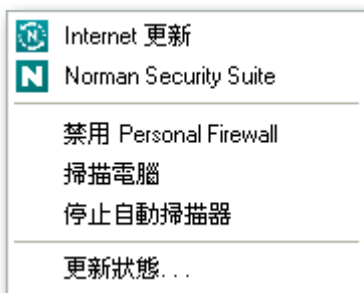 Internet 更新
Norman Security Suite
禁用 Personal Firewall
掃描電腦
停止自動掃描器
更新狀態...